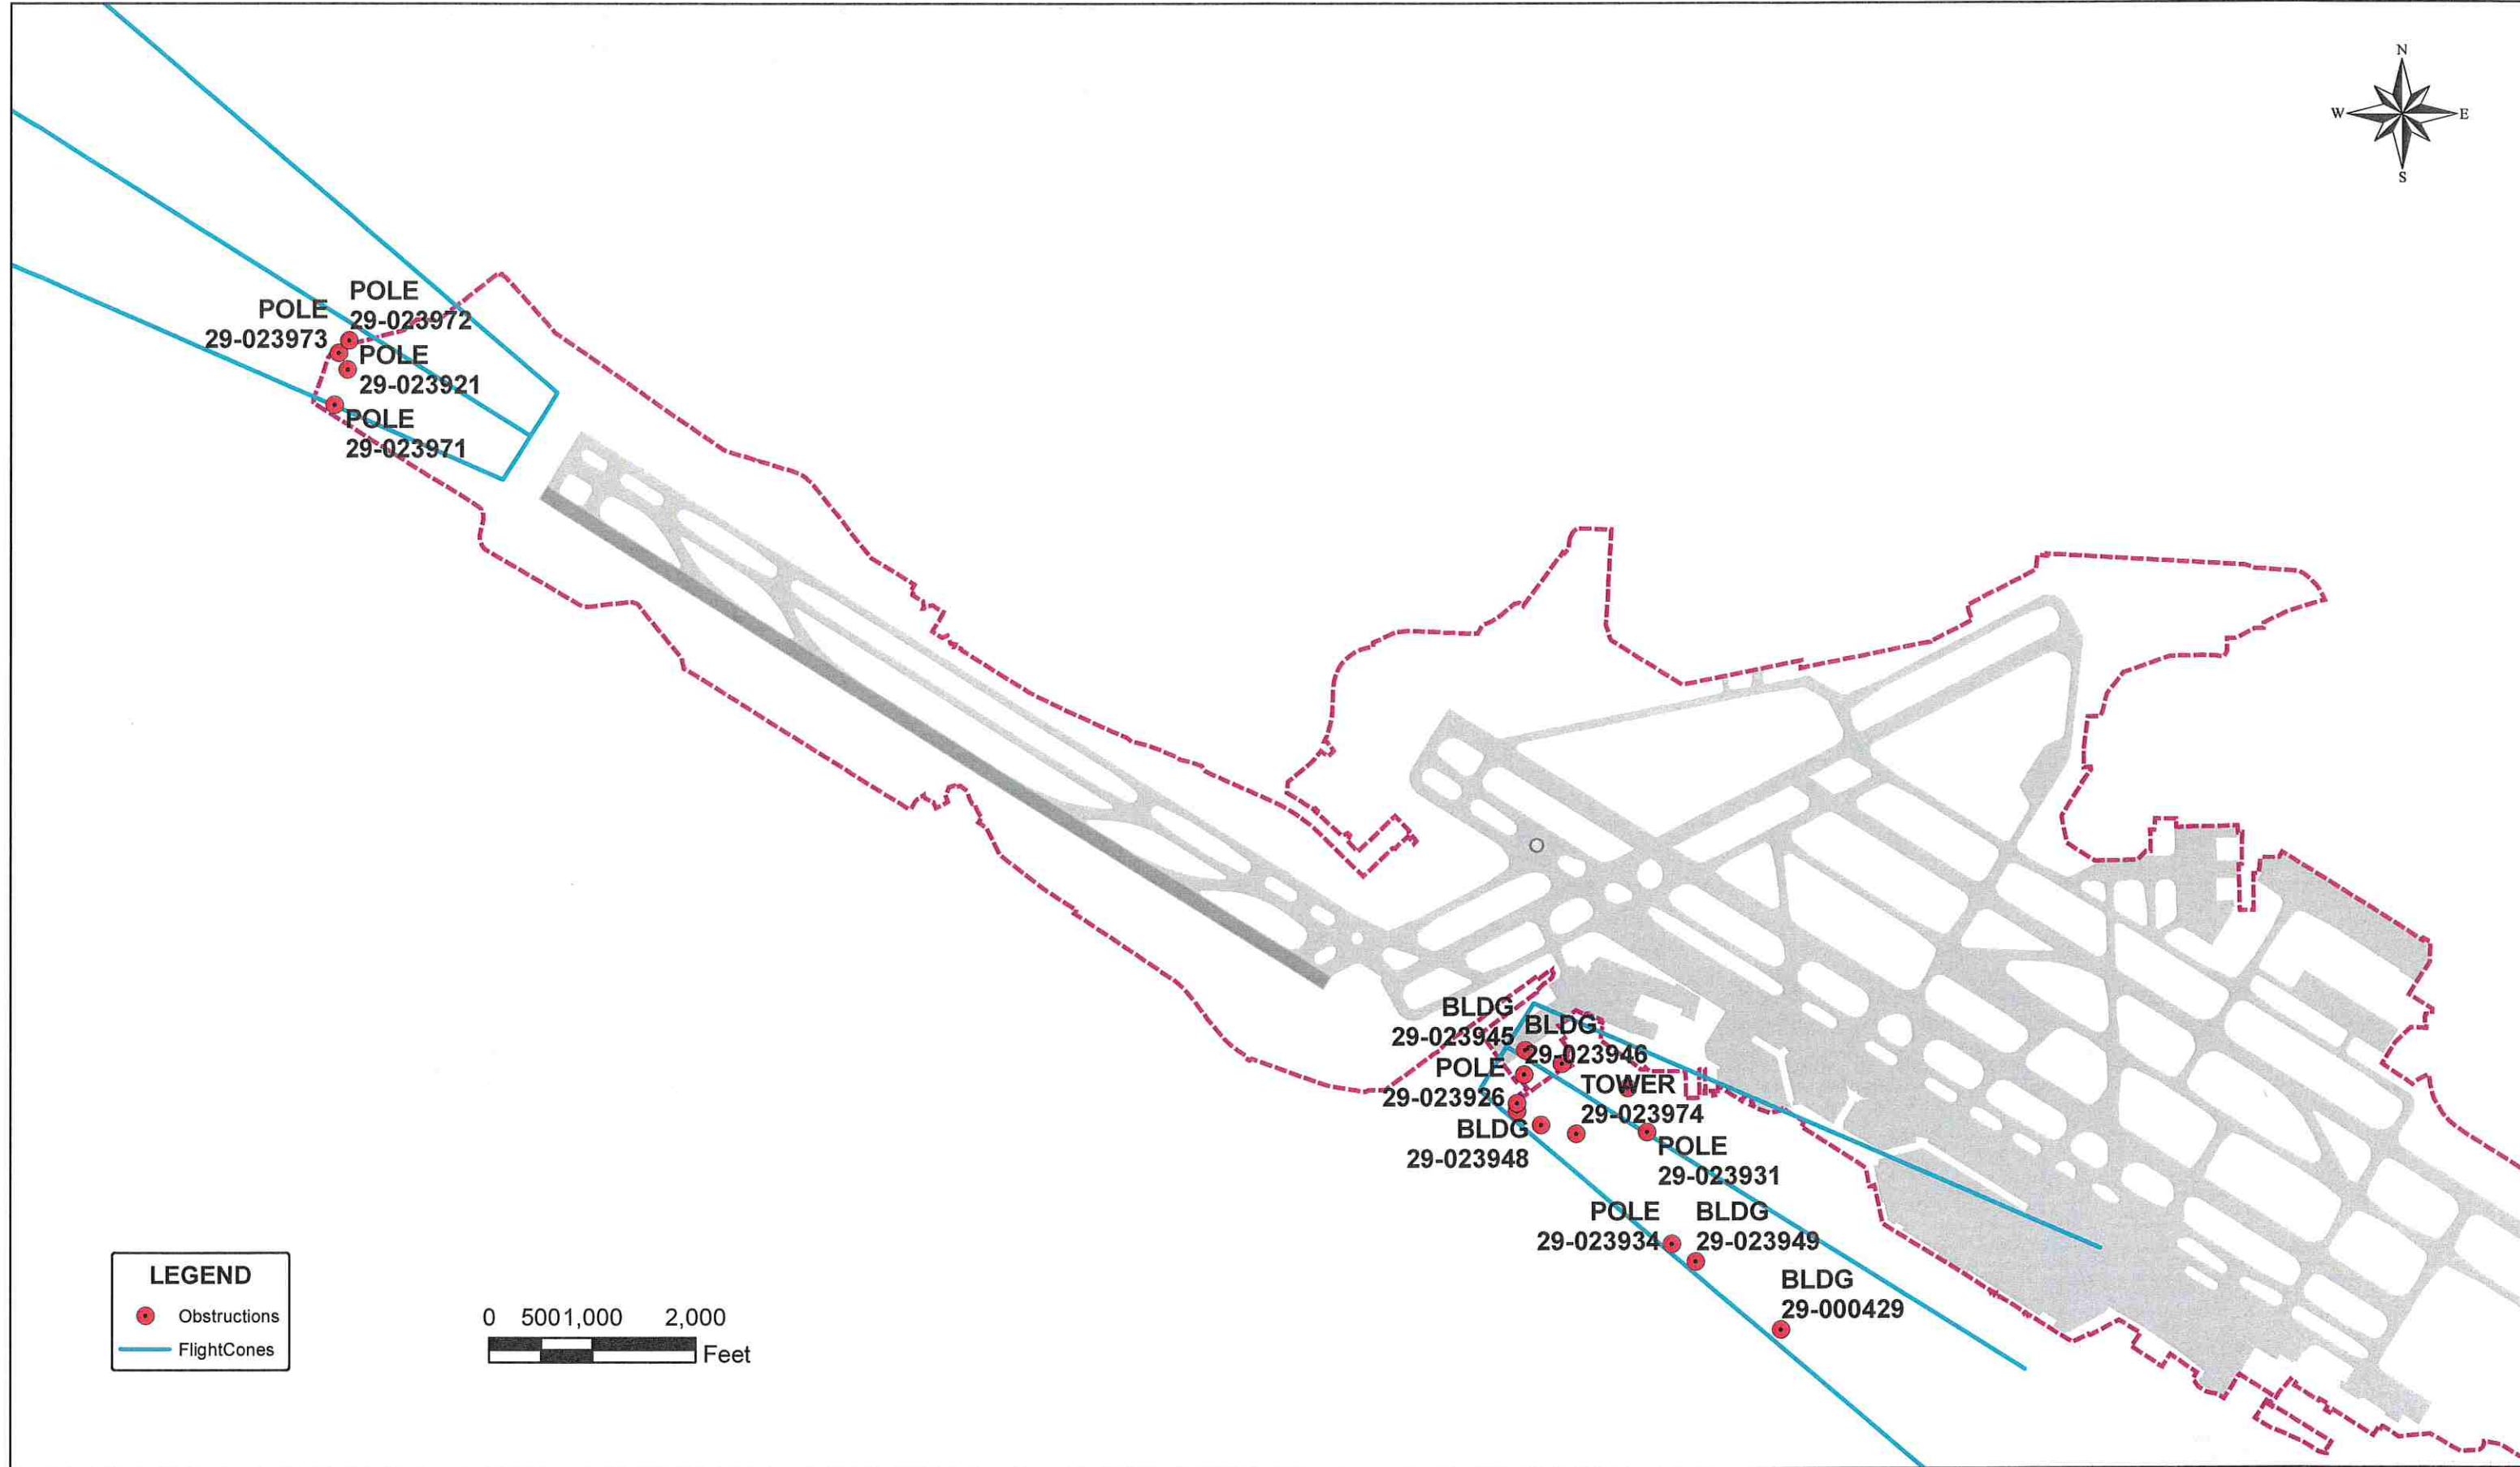 N
W
E
S
POLE
29-023972
POLE
29-023973
POLE
29-023921
POLE
29-023971
BLDG
29-023945
BLDG
29-023946
POLE
29-023926
TOWER
29-023974
BLDG
29-023948
POLE
29-023931
POLE
29-023934
BLDG
29-023949
BLDG
29-000429
LEGEND
Obstructions
FlightCones
0 500 1,000 2,000
Feet